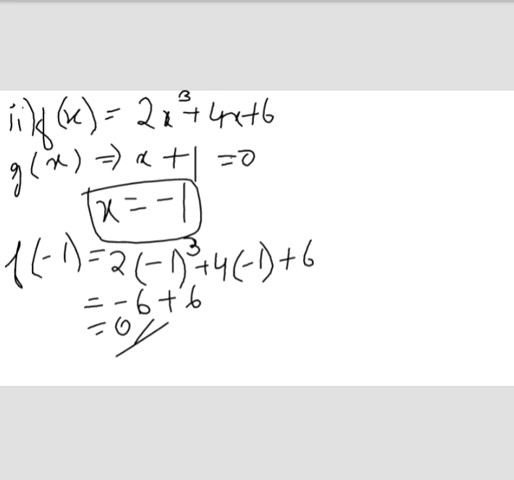 ii) f(x) = 2x³+4x+6
g(x) ⇒ x+1 =0
x = -1
f(-1) = 2(-1)³+4(-1)+6
= -6+6
= 0